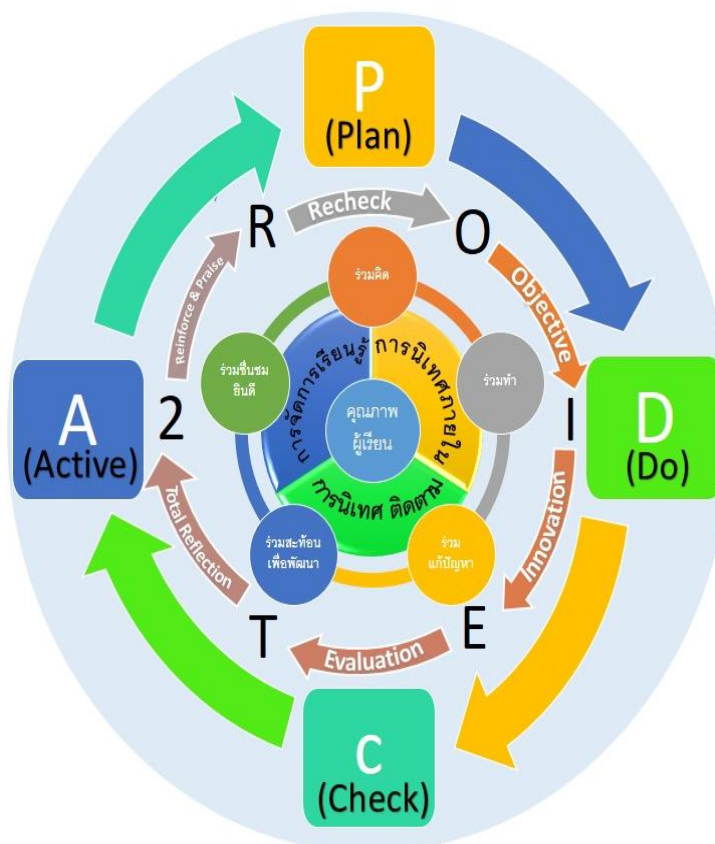 P
(Plan)
R
Recheck
O
Reinforce & Praise
Objective
ร่วมคิด
ร่วมชื่นชม
ยินดี
ร่วมทำ
การจัดการเรียนรู้
การนิเทศภายใน
คุณภาพ
ผู้เรียน
การนิเทศ ติดตาม
A
(Active)
2
I
D
(Do)
Total Reflection
Innovation
ร่วมสะท้อน
เพื่อพัฒนา
ร่วม
แก้ปัญหา
T
Evaluation
E
C
(Check)